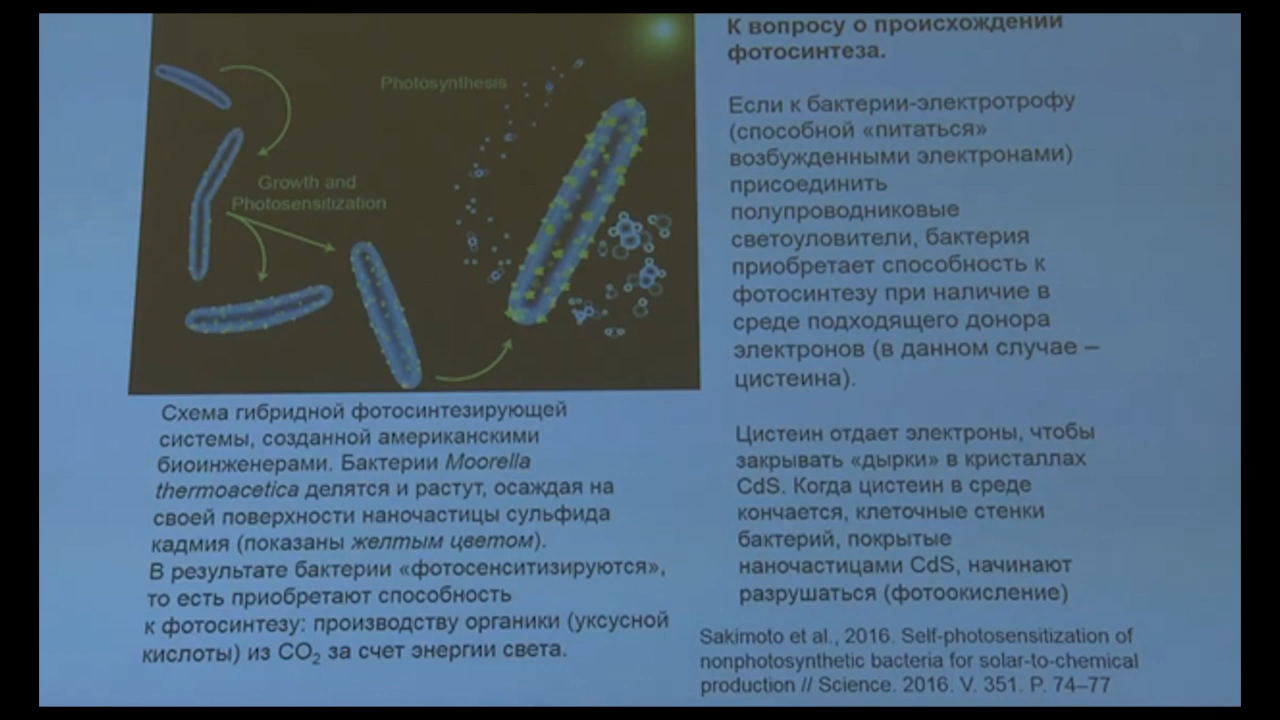 Photosynthesis
Growth and
Photosensitization
Схема гибридной фотосинтезирующей
системы, созданной американскими
биоинженерами. Бактерии Moorella
thermoacetica делятся и растут, осаждая на
своей поверхности наночастицы сульфида
кадмия (показаны желтым цветом).
В результате бактерии «фотосенситизируются»,
то есть приобретают способность
к фотосинтезу: производству органики (уксусной
кислоты) из CO₂ за счет энергии света.
К вопросу о происхождении
фотосинтеза.
Если к бактерии-электротрофу
(способной «питаться»
возбужденными электронами)
присоединить
полупроводниковые
светоуловители, бактерия
приобретает способность к
фотосинтезу при наличие в
среде подходящего донора
электронов (в данном случае –
цистеина).
Цистеин отдает электроны, чтобы
закрывать «дырки» в кристаллах
CdS. Когда цистеин в среде
кончается, клеточные стенки
бактерий, покрытые
наночастицами CdS, начинают
разрушаться (фотоокисление)
Sakimoto et al., 2016. Self-photosensitization of
nonphotosynthetic bacteria for solar-to-chemical
production // Science. 2016. V. 351. P. 74–77